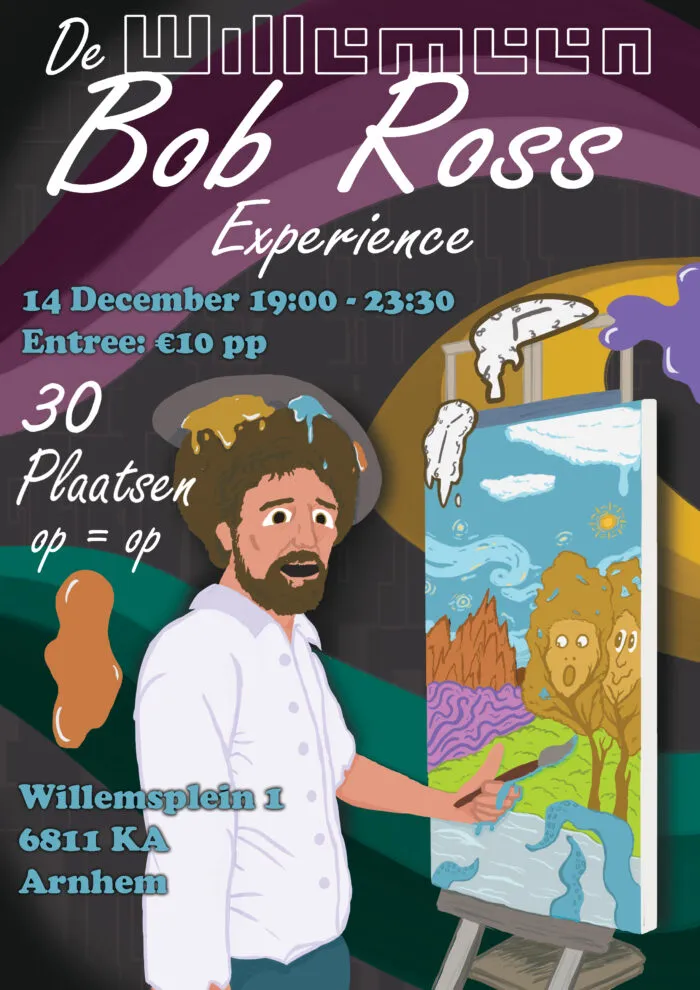 De Willemeen
Bob Ross
Experience
14 December 19:00 - 23:30
Entree: €10 pp
30
Plaatsen
op = op
Willemsplein 1
6811 KA
Arnhem